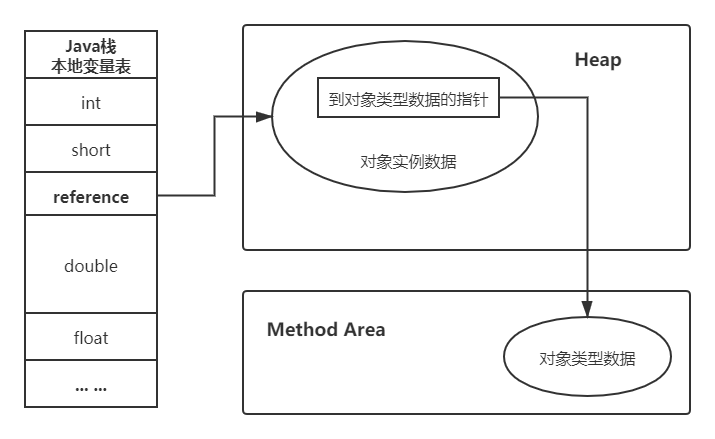 Java栈
本地变量表
int
short
reference
double
float
... ...
Heap
到对象类型数据的指针
对象实例数据
Method Area
对象类型数据